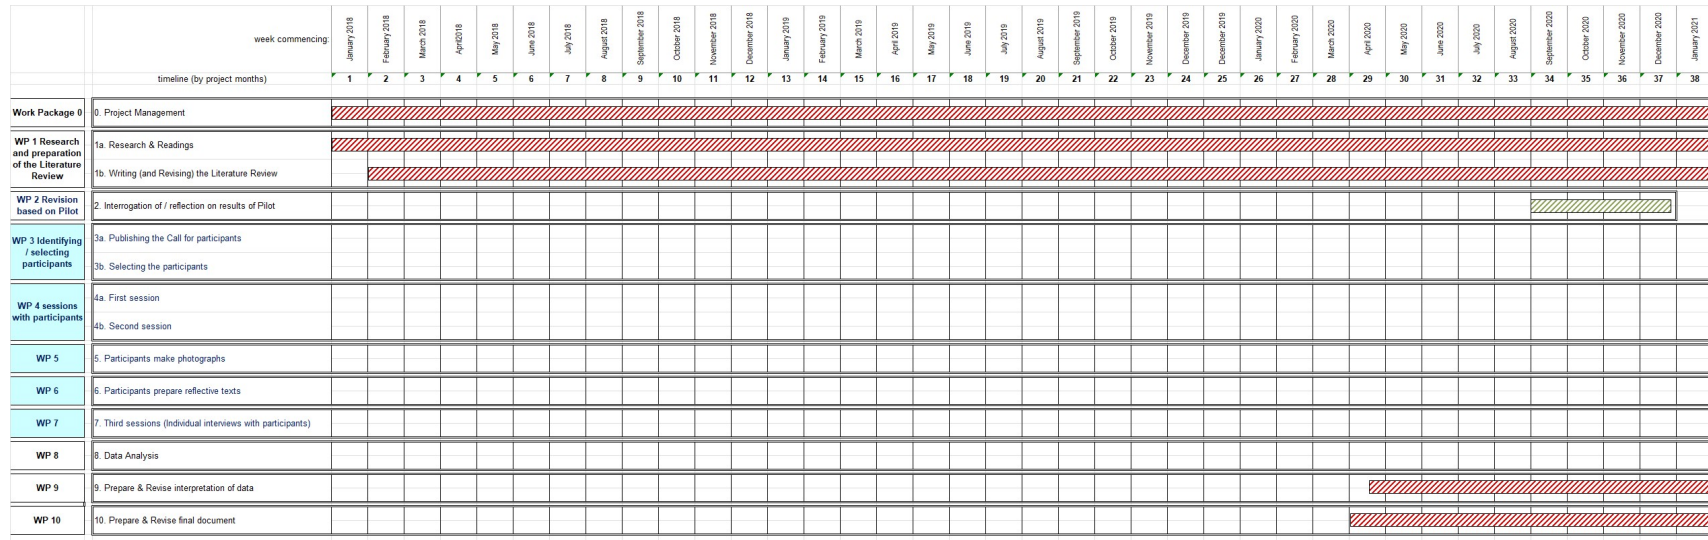 week commencing:
January 2018
February 2018
March 2018
April2018
May 2018
June 2018
July 2018
August 2018
September 2018
October 2018
November 2018
December 2018
January 2019
February 2019
March 2019
April 2019
May 2019
June 2019
July 2019
August 2019
September 2019
October 2019
November 2019
December 2019
December 2019
January 2020
February 2020
March 2020
April 2020
May 2020
June 2020
July 2020
August 2020
September 2020
October 2020
November 2020
December 2020
January 2021
timeline (by project months) 1 2 3 4 5 6 7 8 9 10 11 12 13 14 15 16 17 18 19 20 21 22 23 24 25 26 27 28 29 30 31 32 33 34 35 36 37 38
Work Package 0
0. Project Management
WP 1 Research
and preparation
of the Literature
Review
1a. Research & Readings
1b. Writing (and Revising) the Literature Review
WP 2 Revision
based on Pilot
2. Interrogation of / reflection on results of Pilot
WP 3 Identifying
/ selecting
participants
3a. Publishing the Call for participants
3b. Selecting the participants
WP 4 sessions
with participants
4a. First session
4b. Second session
WP 5
5. Participants make photographs
WP 6
6. Participants prepare reflective texts
WP 7
7. Third sessions (Individual interviews with participants)
WP 8
8. Data Analysis
WP 9
9. Prepare & Revise interpretation of data
WP 10
10. Prepare & Revise final document